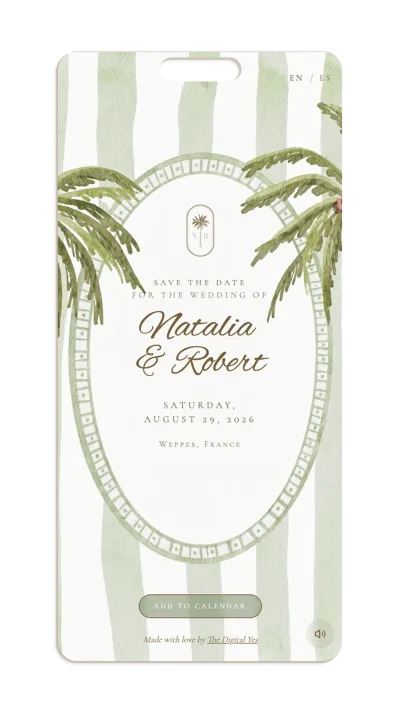 EN / ES
N R
SAVE THE DATE
FOR THE WEDDING OF
Natalia
& Robert
SATURDAY,
AUGUST 29, 2026
Weppes, France
ADD TO CALENDAR
Made with love by The Digital Yes